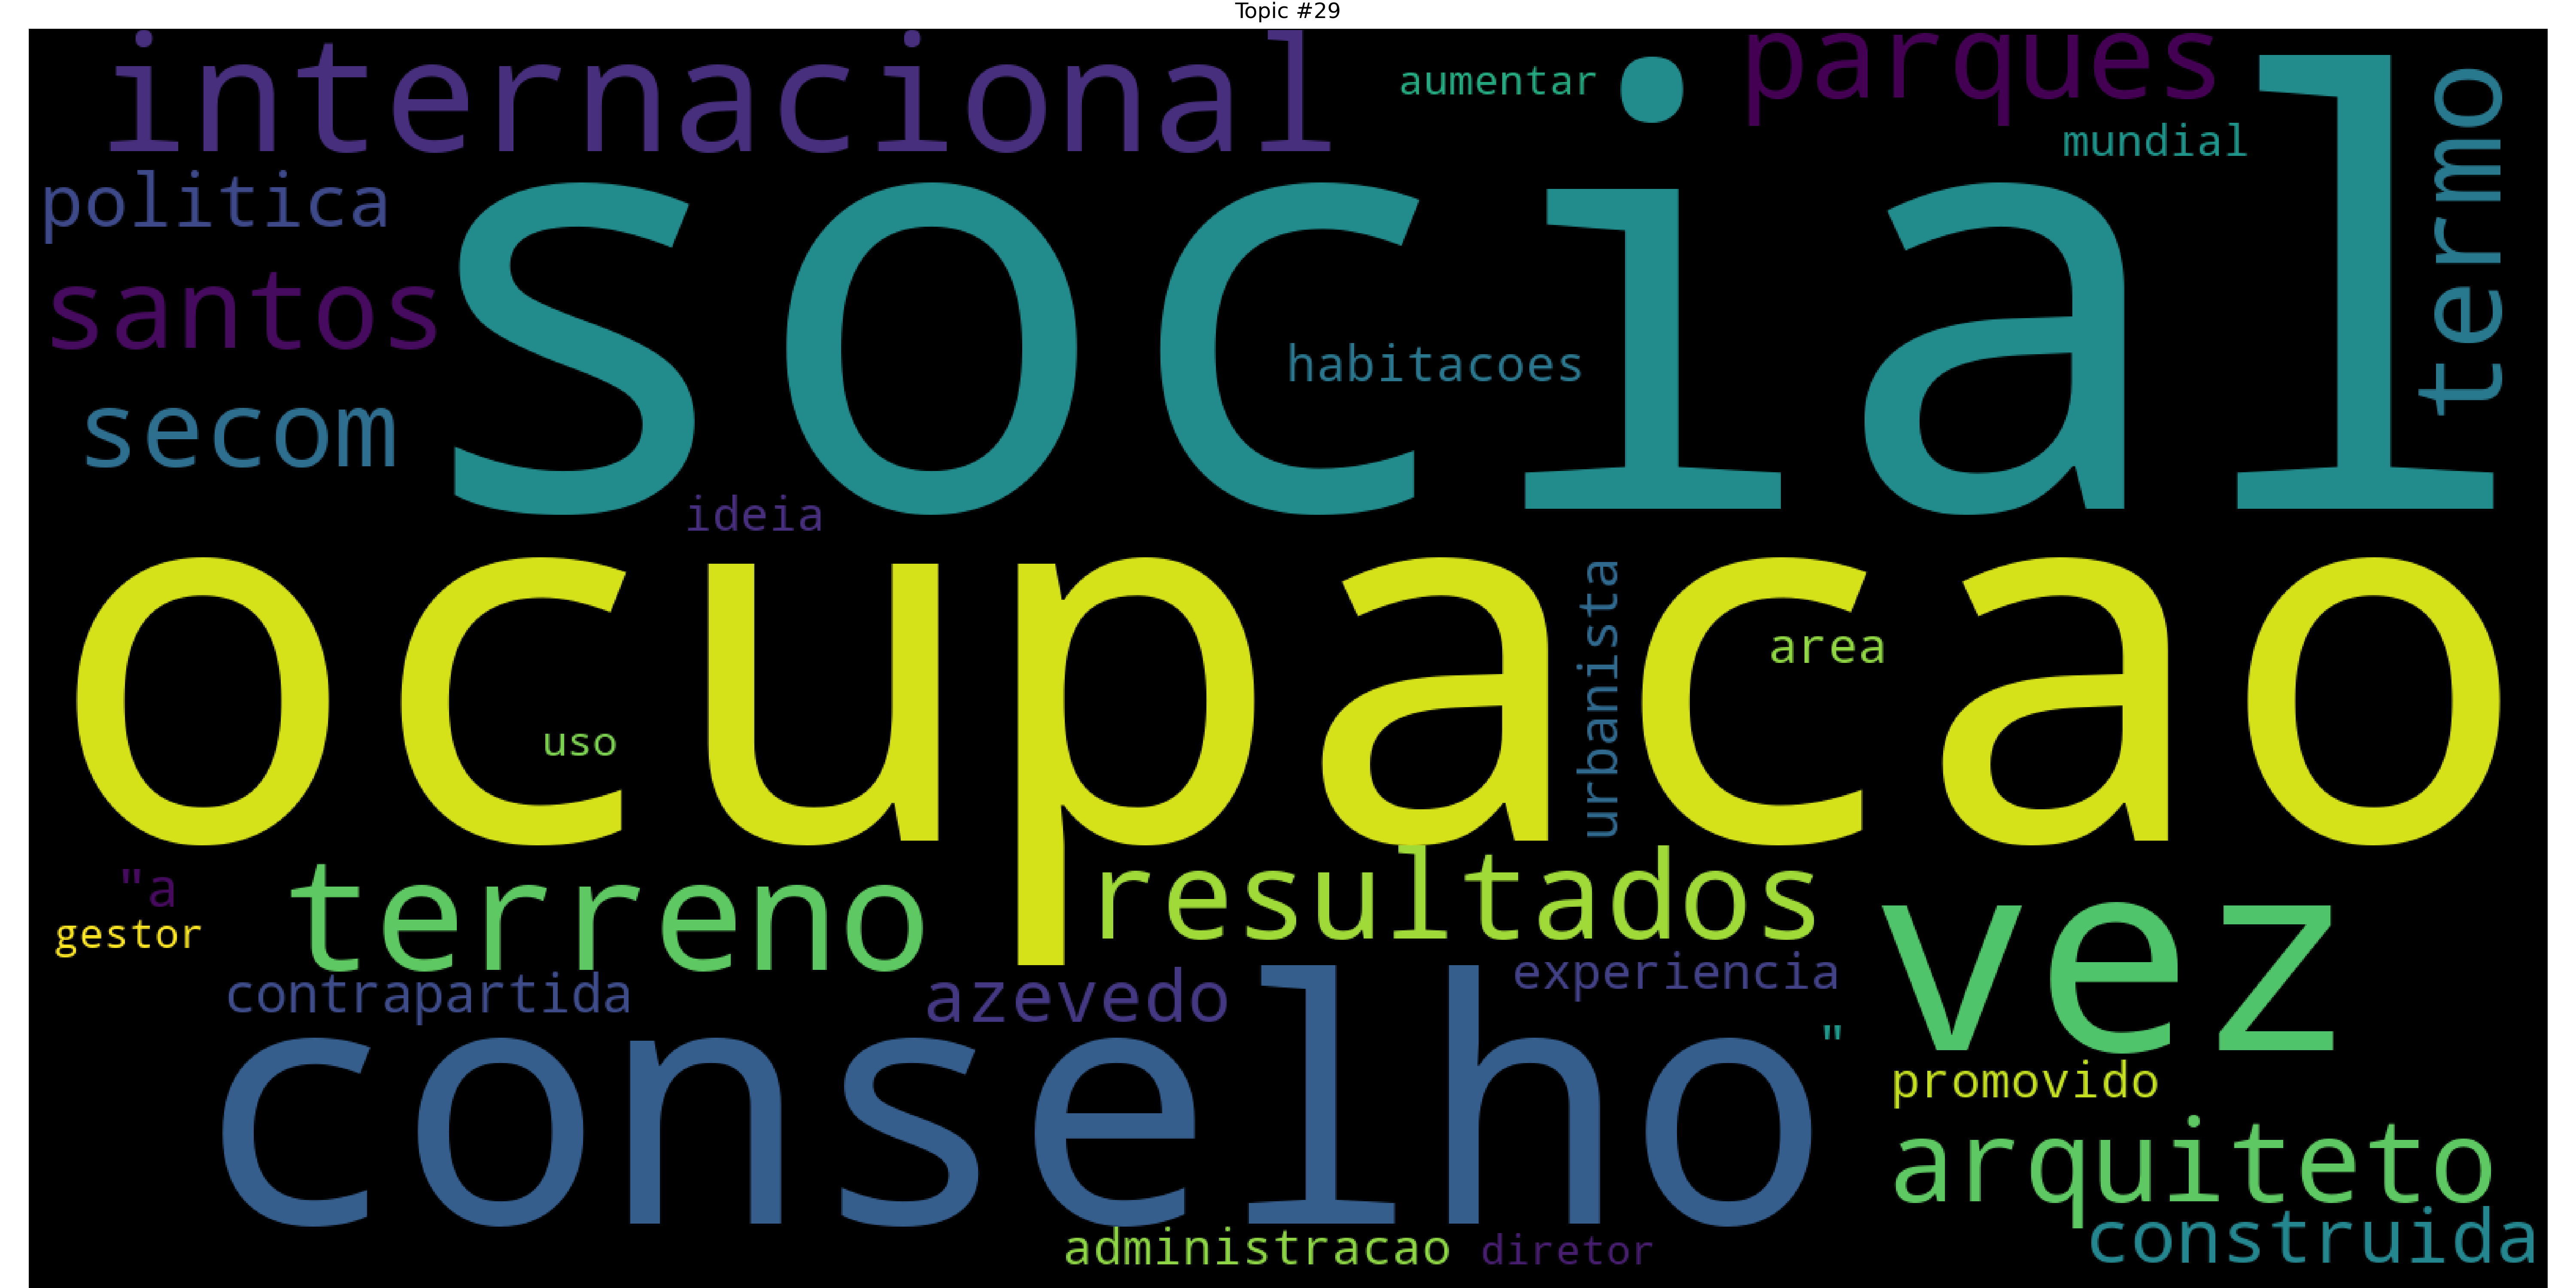 Topic #29
internacional
aumentar
parques
mundial
termo
politica
social
santos
habitacoes
secom
ideia
ocupacao
urbanista
area
uso
"a
gestor
terreno
resultados
vez
contrapartida
azevedo
experiencia
conselho
"
promovido
arquiteto
construida
administracao
diretor